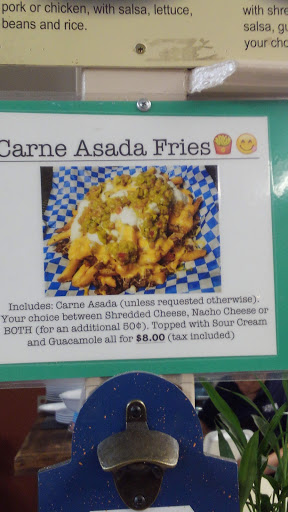 pork or chicken, with salsa, lettuce,
beans and rice.
with shre
salsa, gu
your cho
Carne Asada Fries🍟😋
Includes: Carne Asada (unless requested otherwise).
Your choice between Shredded Cheese, Nacho Cheese or
BOTH (for an additional 50¢). Topped with Sour Cream
and Guacamole all for $8.00 (tax included)